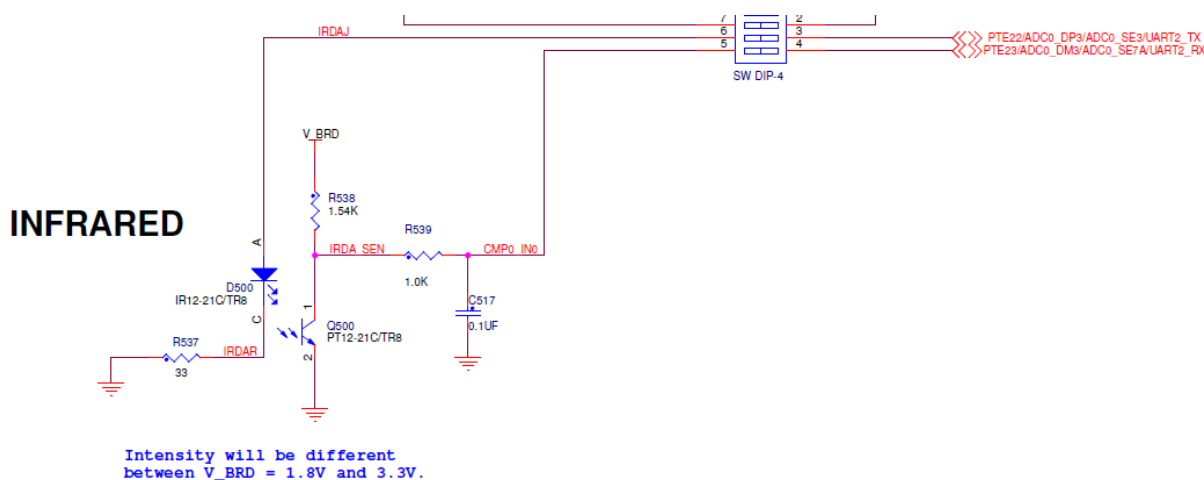 7
2
IRDAJ
6
3
PTE22/ADC0_DP3/ADC0_SE3/UART2_TX
5
4
PTE23/ADC0_DM3/ADC0_SE7A/UART2_RX
SW DIP-4
V_BRD
R538
1.54K
INFRARED
R539
A
IRDA_SEN
CMP0_IN0
1.0K
D500
IR12-21C/TR8
C517
1
Q500
0.1UF
PT12-21C/TR8
C
R537
IRDAR
2
33
Intensity will be different
between V_BRD = 1.8V and 3.3V.